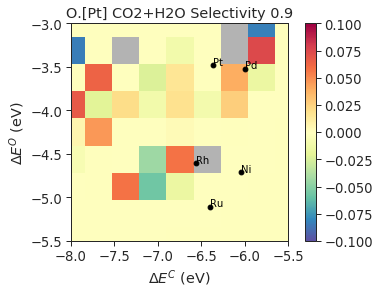 O.[Pt] CO2+H2O Selectivity 0.9
−3.0
−3.5
−4.0
−4.5
−5.0
−5.5
ΔE^O (eV)
Pt
Pd
Rh
Ni
Ru
−8.0 −7.5 −7.0 −6.5 −6.0 −5.5
ΔE^C (eV)
0.100
0.075
0.050
0.025
0.000
−0.025
−0.050
−0.075
−0.100